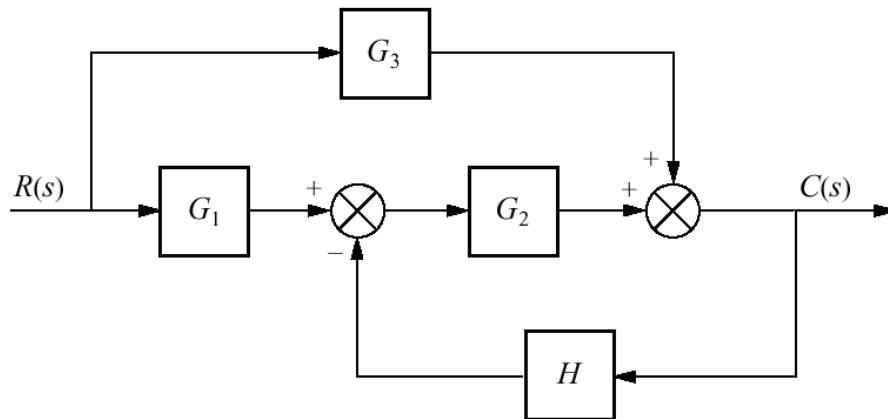 G3
+
R(s)
+
+
C(s)
G1
G2
−
H